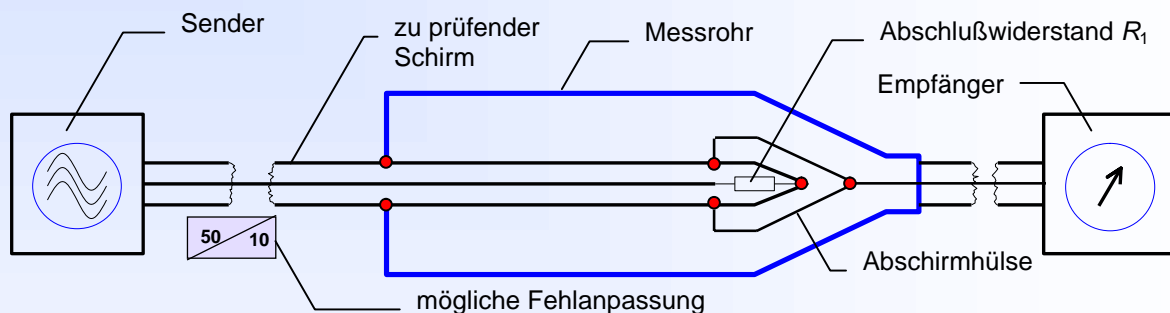 Sender
zu prüfender
Schirm
Messrohr
Abschlußwiderstand R1
Empfänger
50 10
Abschirmhülse
mögliche Fehlanpassung